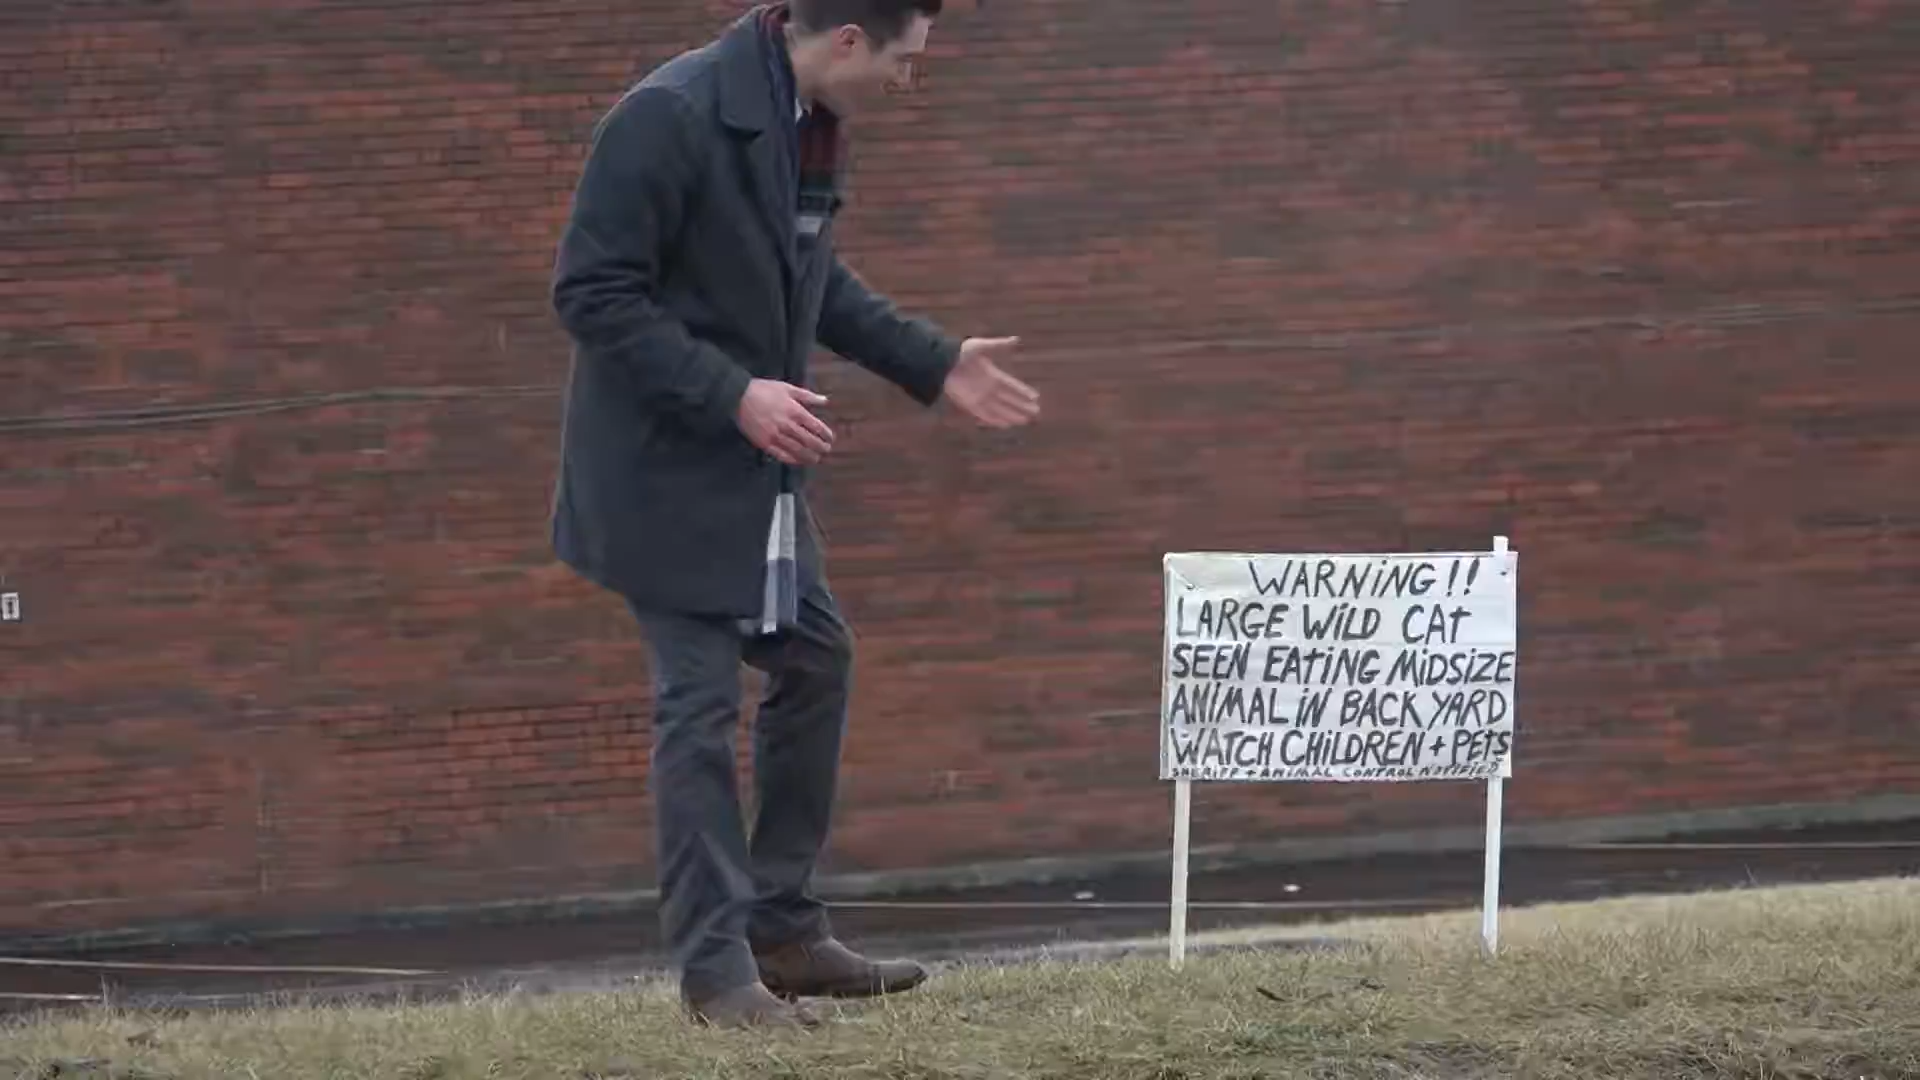 WARNiNG!!
LARGE WiLD CAt
SEEN EAtiNG MiDSiZE
ANiMAL iN BACK YARD
WATCH CHiLDREN + PEtS
SHERIFF + ANIMAL CONTROL NOTIFIED